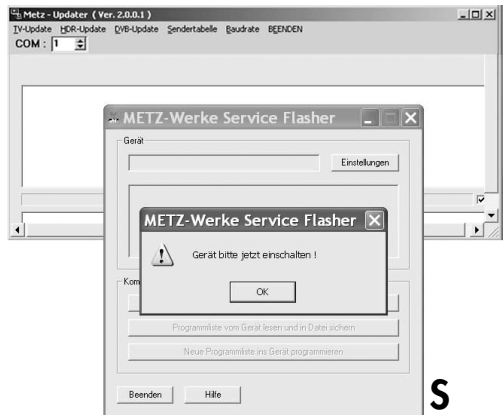 Metz - Updater ( Ver. 2.0.0.1 )
TV-Update HDR-Update DVB-Update Sendertabelle Baudrate BEENDEN
COM : 1
METZ-Werke Service Flasher
Gerät
Einstellungen
METZ-Werke Service Flasher
Gerät bitte jetzt einschalten !
OK
Kom
Programmliste vom Gerät lesen und in Datei sichern
Neue Programmliste ins Gerät programmieren
Beenden Hilfe
S